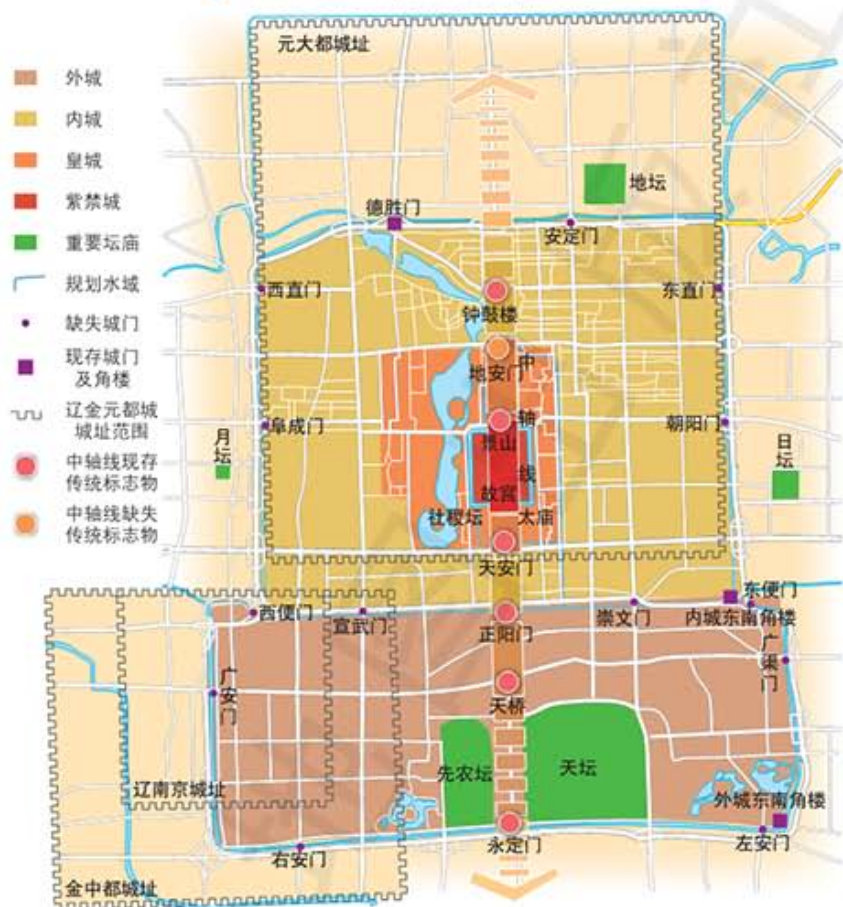 元大都城址
外城
内城
皇城
紫禁城
重要坛庙
规划水域
缺失城门
现存城门
及角楼
辽金元都城
城址范围
中轴线现存
传统标志物
中轴线缺失
传统标志物
地坛
德胜门
安定门
西直门
东直门
钟鼓楼
地安门
中轴线
阜成门
朝阳门
月坛
日坛
景山
故宫
社稷坛
太庙
天安门
西便门
宣武门
正阳门
崇文门
东便门
内城东南角楼
广安门
广渠门
天桥
先农坛
天坛
辽南京城址
外城东南角楼
右安门
永定门
左安门
金中都城址